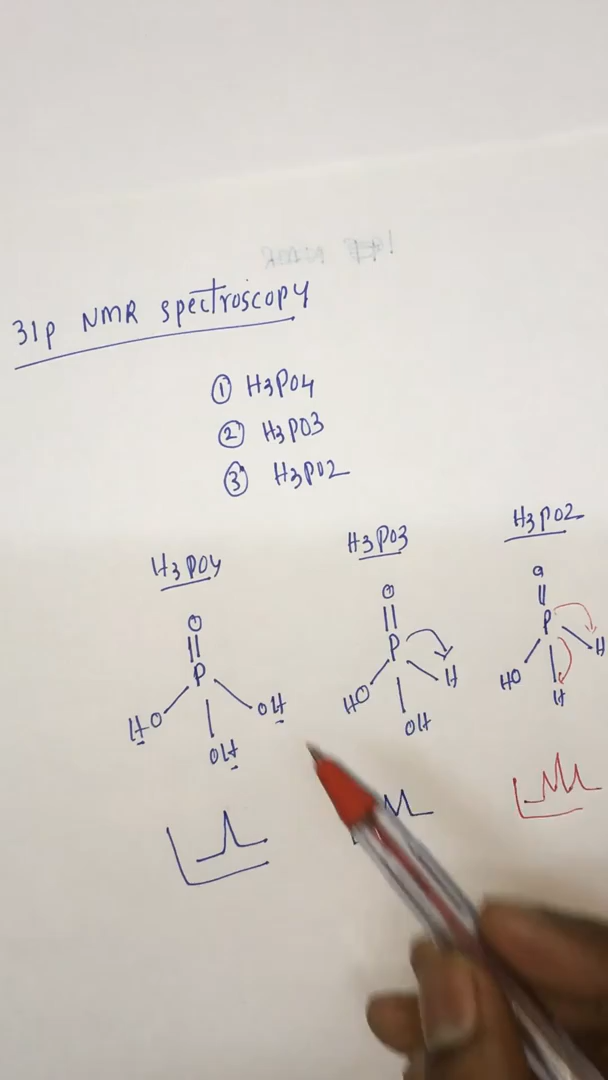 31p NMR spectroscopy
① H3PO4
② H3PO3
③ H3PO2
H3PO4 H3PO3 H3PO2
O O O
P P P
HO OH HO H HO H
OH OH H